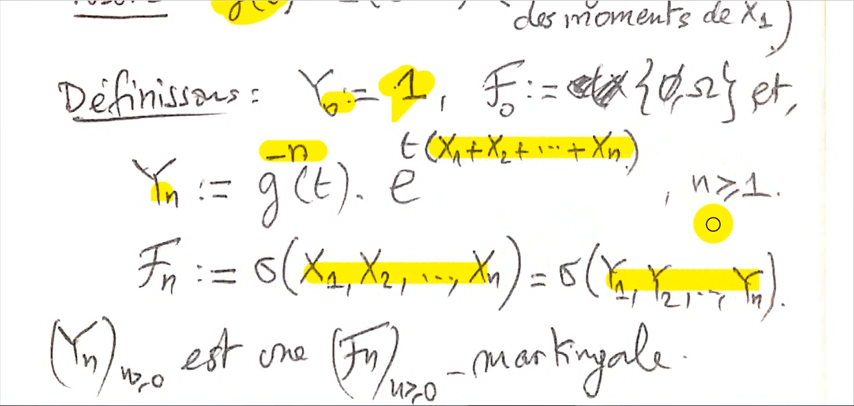 des moments de X₁)
Définissons : Y₀ := 1, F₀ := {∅, Ω} et,
Yₙ := g(t)⁻ⁿ . e^{t(X₁+X₂+...+Xₙ)}, n ≥ 1.
Fₙ := σ(X₁, X₂, ..., Xₙ) = σ(Y₁, Y₂, ..., Yₙ).
(Yₙ)ₙ≥₀ est une (Fₙ)ₙ≥₀ - martingale.